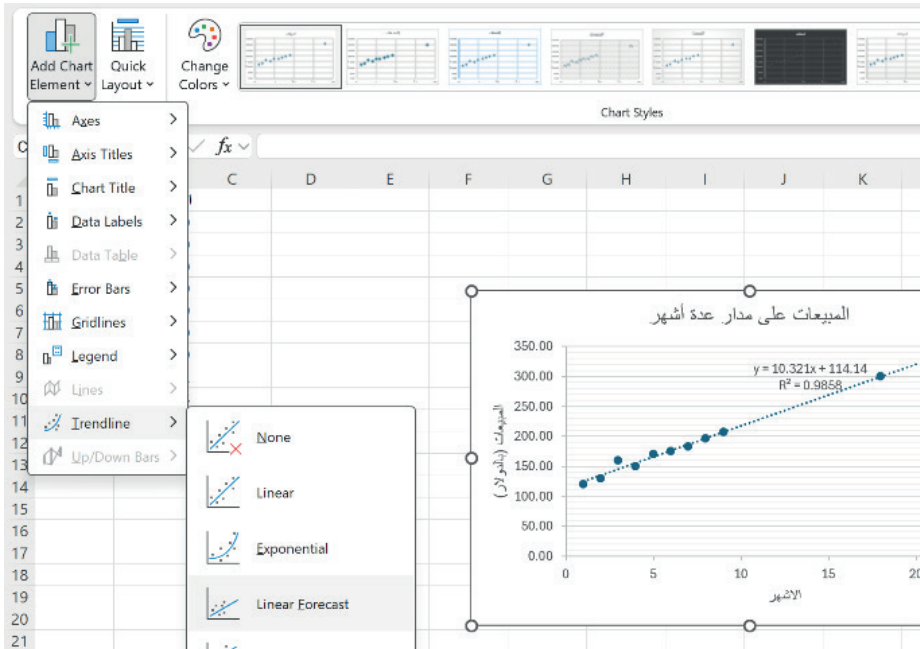 Add Chart
Element
Quick
Layout
Change
Colors
Chart Styles
Axes
Axis Titles
Chart Title
Data Labels
Data Table
Error Bars
Gridlines
Legend
Lines
Trendline
Up/Down Bars
None
Linear
Exponential
Linear Forecast
fx
C D E F G H I J K
1
2
3
4
5
6
7
8
9
10
11
12
13
14
15
16
17
18
19
20
21
المبيعات على مدار عدة أشهر
y = 10.321x + 114.14
R² = 0.9858
350.00
300.00
250.00
200.00
150.00
100.00
50.00
0.00
المبيعات (بالدولار)
0 5 10 15 20
الاشهر